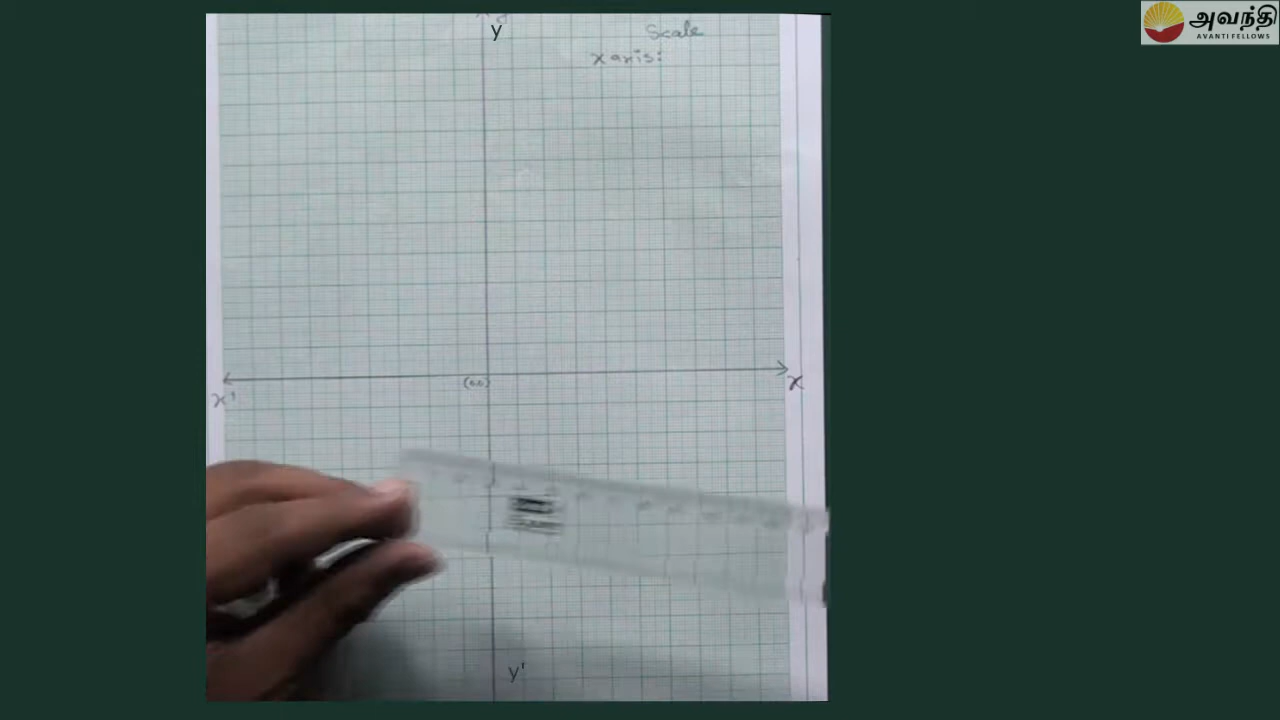 அவந்தி
AVANTI FELLOWS
y
Scale
x axis:
(0,0)
x
x'
y'